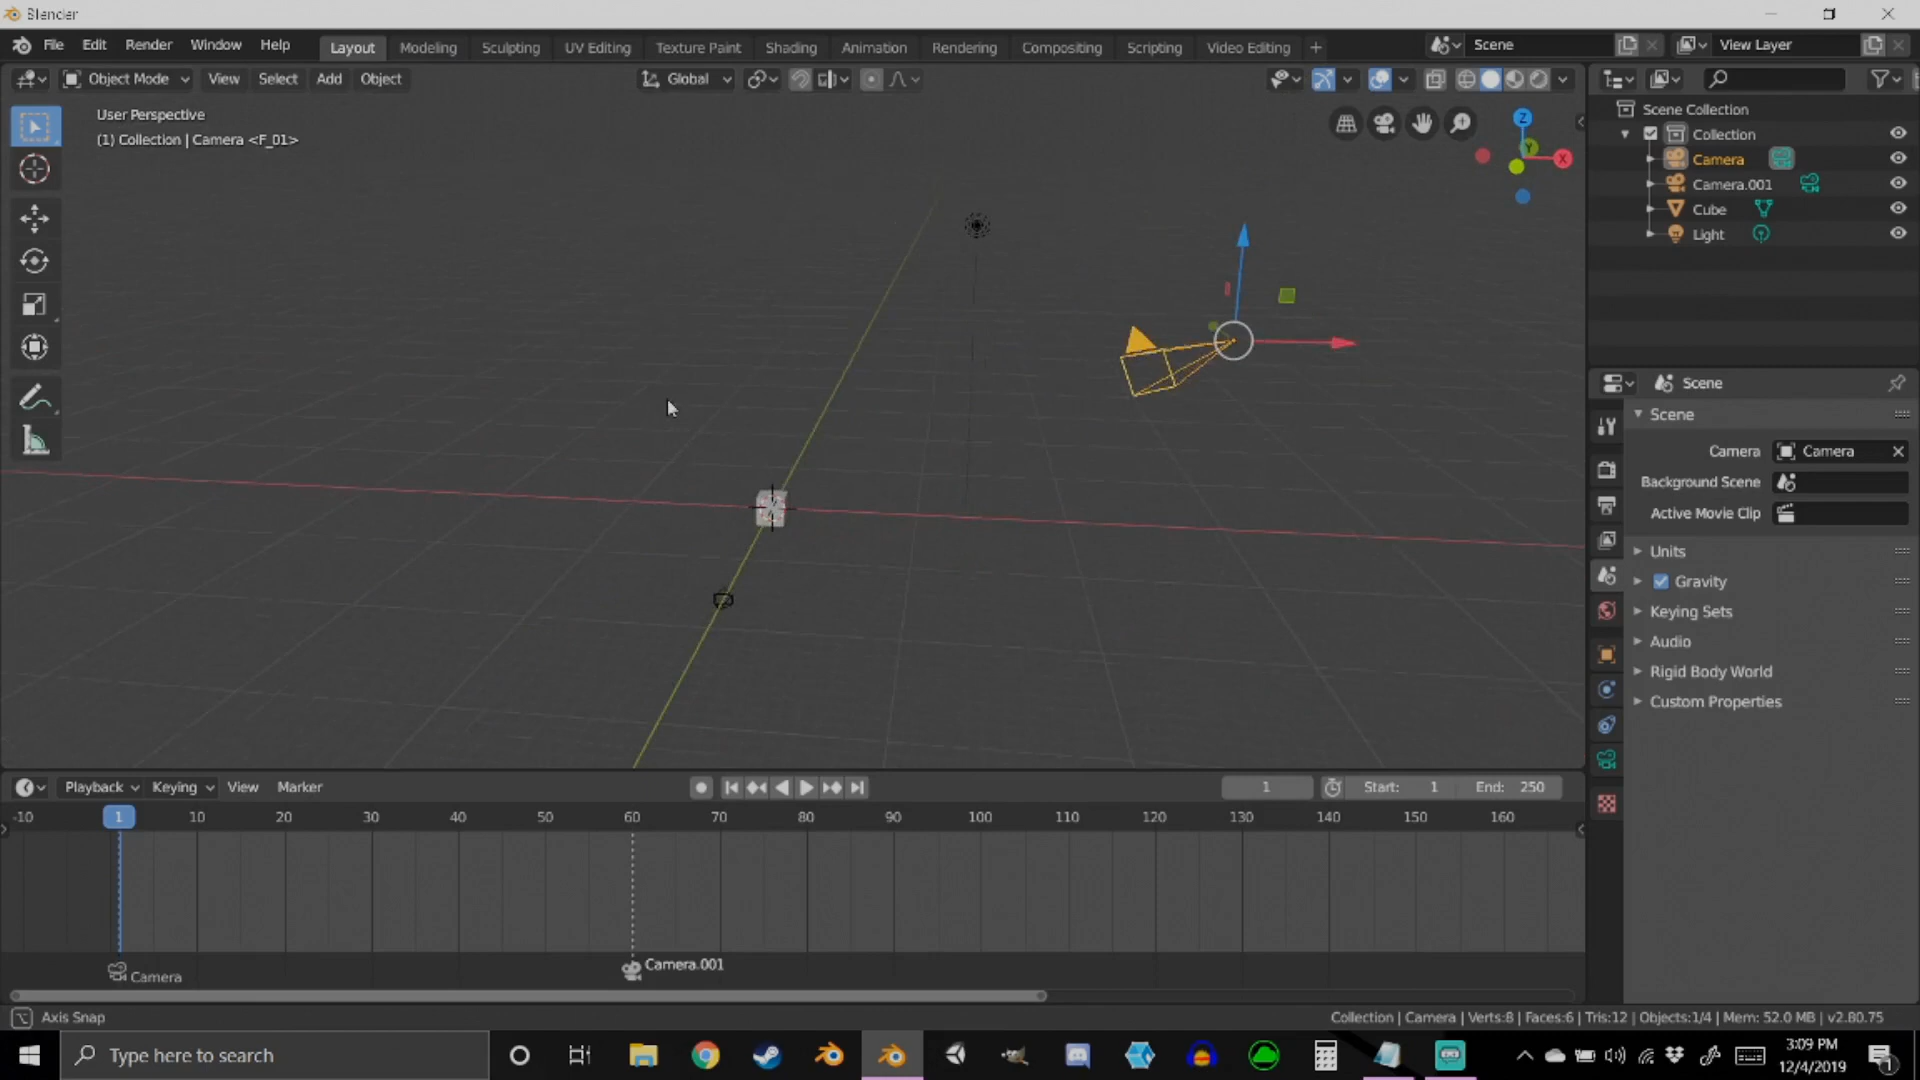 Blender
File Edit Render Window Help Layout Modeling Sculpting UV Editing Texture Paint Shading Animation Rendering Compositing Scripting Video Editing + Scene View Layer
Object Mode View Select Add Object Global
User Perspective
(1) Collection | Camera <F_01>
Z
Y
X
Scene Collection
Collection
Camera
Camera.001
Cube
Light
Scene
Scene
Camera Camera
Background Scene
Active Movie Clip
Units
Gravity
Keying Sets
Audio
Rigid Body World
Custom Properties
Playback Keying View Marker 1 Start: 1 End: 250
-10 1 10 20 30 40 50 60 70 80 90 100 110 120 130 140 150 160
Camera Camera.001
Axis Snap Collection | Camera | Verts:8 | Faces:6 | Tris:12 | Objects:1/4 | Mem: 52.0 MB | v2.80.75
Type here to search 3:09 PM
12/4/2019